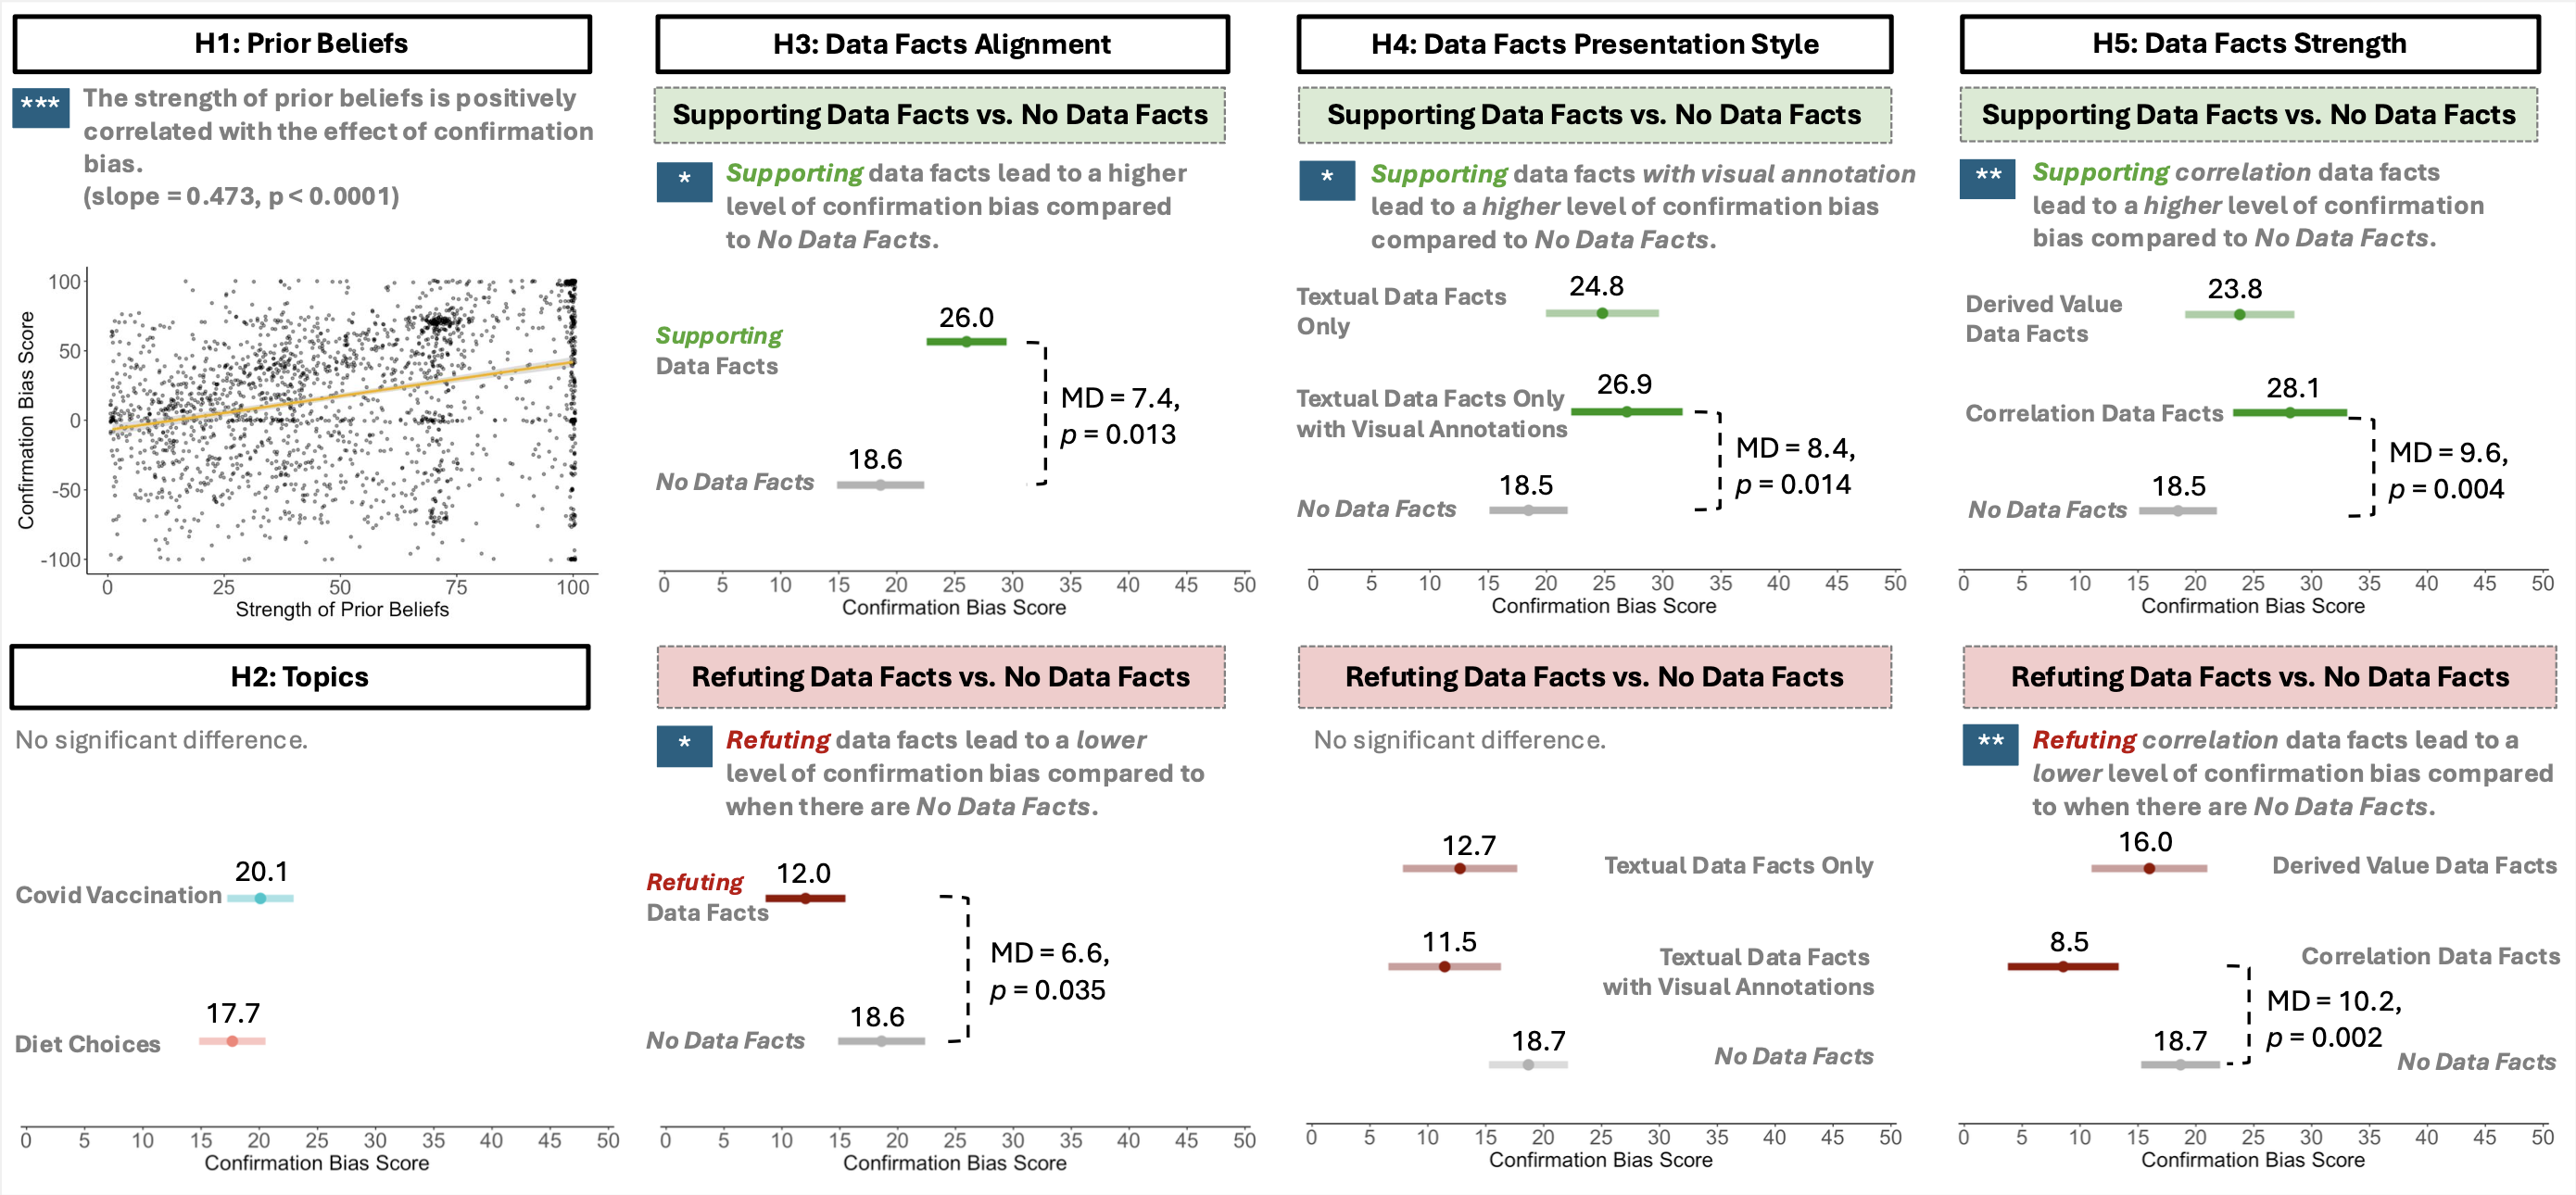 H1: Prior Beliefs
***
The strength of prior beliefs is positively
correlated with the effect of confirmation
bias.
(slope = 0.473, p < 0.0001)
Confirmation Bias Score
100
50
0
-50
-100
0 25 50 75 100
Strength of Prior Beliefs
H2: Topics
No significant difference.
20.1
Covid Vaccination
17.7
Diet Choices
0 5 10 15 20 25 30 35 40 45 50
Confirmation Bias Score
H3: Data Facts Alignment
Supporting Data Facts vs. No Data Facts
*
Supporting data facts lead to a higher
level of confirmation bias compared
to No Data Facts.
26.0
Supporting
Data Facts
MD = 7.4,
p = 0.013
18.6
No Data Facts
0 5 10 15 20 25 30 35 40 45 50
Confirmation Bias Score
Refuting Data Facts vs. No Data Facts
*
Refuting data facts lead to a lower
level of confirmation bias compared to
when there are No Data Facts.
12.0
Refuting
Data Facts
MD = 6.6,
p = 0.035
18.6
No Data Facts
0 5 10 15 20 25 30 35 40 45 50
Confirmation Bias Score
H4: Data Facts Presentation Style
Supporting Data Facts vs. No Data Facts
*
Supporting data facts with visual annotation
lead to a higher level of confirmation bias
compared to No Data Facts.
24.8
Textual Data Facts
Only
26.9
Textual Data Facts Only
with Visual Annotations
MD = 8.4,
p = 0.014
18.5
No Data Facts
0 5 10 15 20 25 30 35 40 45 50
Confirmation Bias Score
Refuting Data Facts vs. No Data Facts
No significant difference.
12.7
Textual Data Facts Only
11.5
Textual Data Facts
with Visual Annotations
18.7
No Data Facts
0 5 10 15 20 25 30 35 40 45 50
Confirmation Bias Score
H5: Data Facts Strength
Supporting Data Facts vs. No Data Facts
**
Supporting correlation data facts
lead to a higher level of confirmation
bias compared to No Data Facts.
23.8
Derived Value
Data Facts
28.1
Correlation Data Facts
MD = 9.6,
p = 0.004
18.5
No Data Facts
0 5 10 15 20 25 30 35 40 45 50
Confirmation Bias Score
Refuting Data Facts vs. No Data Facts
**
Refuting correlation data facts lead to a
lower level of confirmation bias compared
to when there are No Data Facts.
16.0
Derived Value Data Facts
8.5
Correlation Data Facts
MD = 10.2,
p = 0.002
18.7
No Data Facts
0 5 10 15 20 25 30 35 40 45 50
Confirmation Bias Score